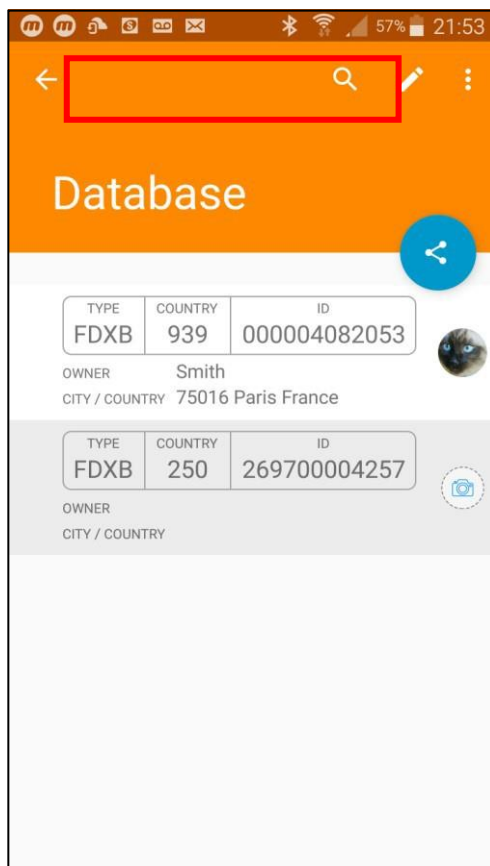 57% 21:53
Database
TYPE COUNTRY ID
FDXB 939 000004082053
OWNER Smith
CITY / COUNTRY 75016 Paris France
TYPE COUNTRY ID
FDXB 250 269700004257
OWNER
CITY / COUNTRY